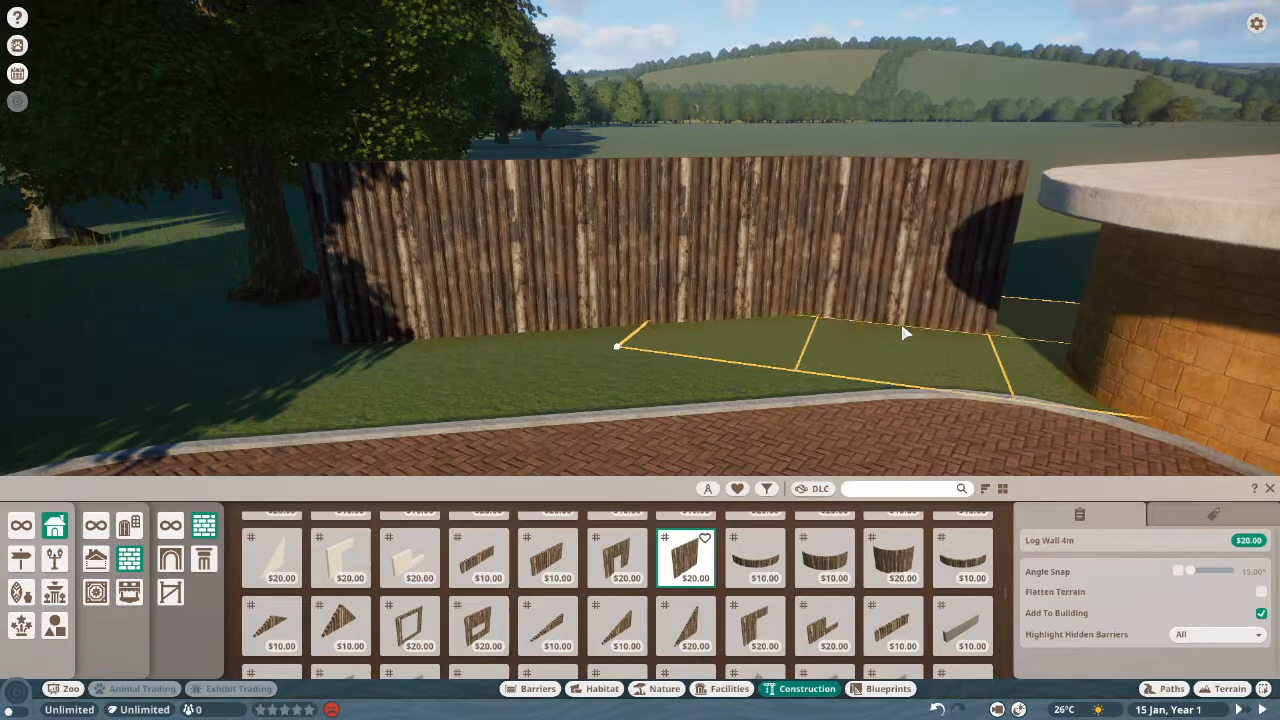 DLC
? ×
$20.00 $20.00 $20.00 $10.00 $10.00 $20.00 $20.00 $10.00 $10.00 $20.00 $10.00
$10.00 $10.00 $20.00 $20.00 $10.00 $10.00 $20.00 $20.00 $20.00 $10.00 $10.00
Log Wall 4m $20.00
Angle Snap 15.00°
Flatten Terrain
Add To Building
Highlight Hidden Barriers All
Zoo Animal Trading Exhibit Trading Barriers Habitat Nature Facilities Construction Blueprints Paths Terrain
Unlimited Unlimited 0 26°C 15 Jan, Year 1